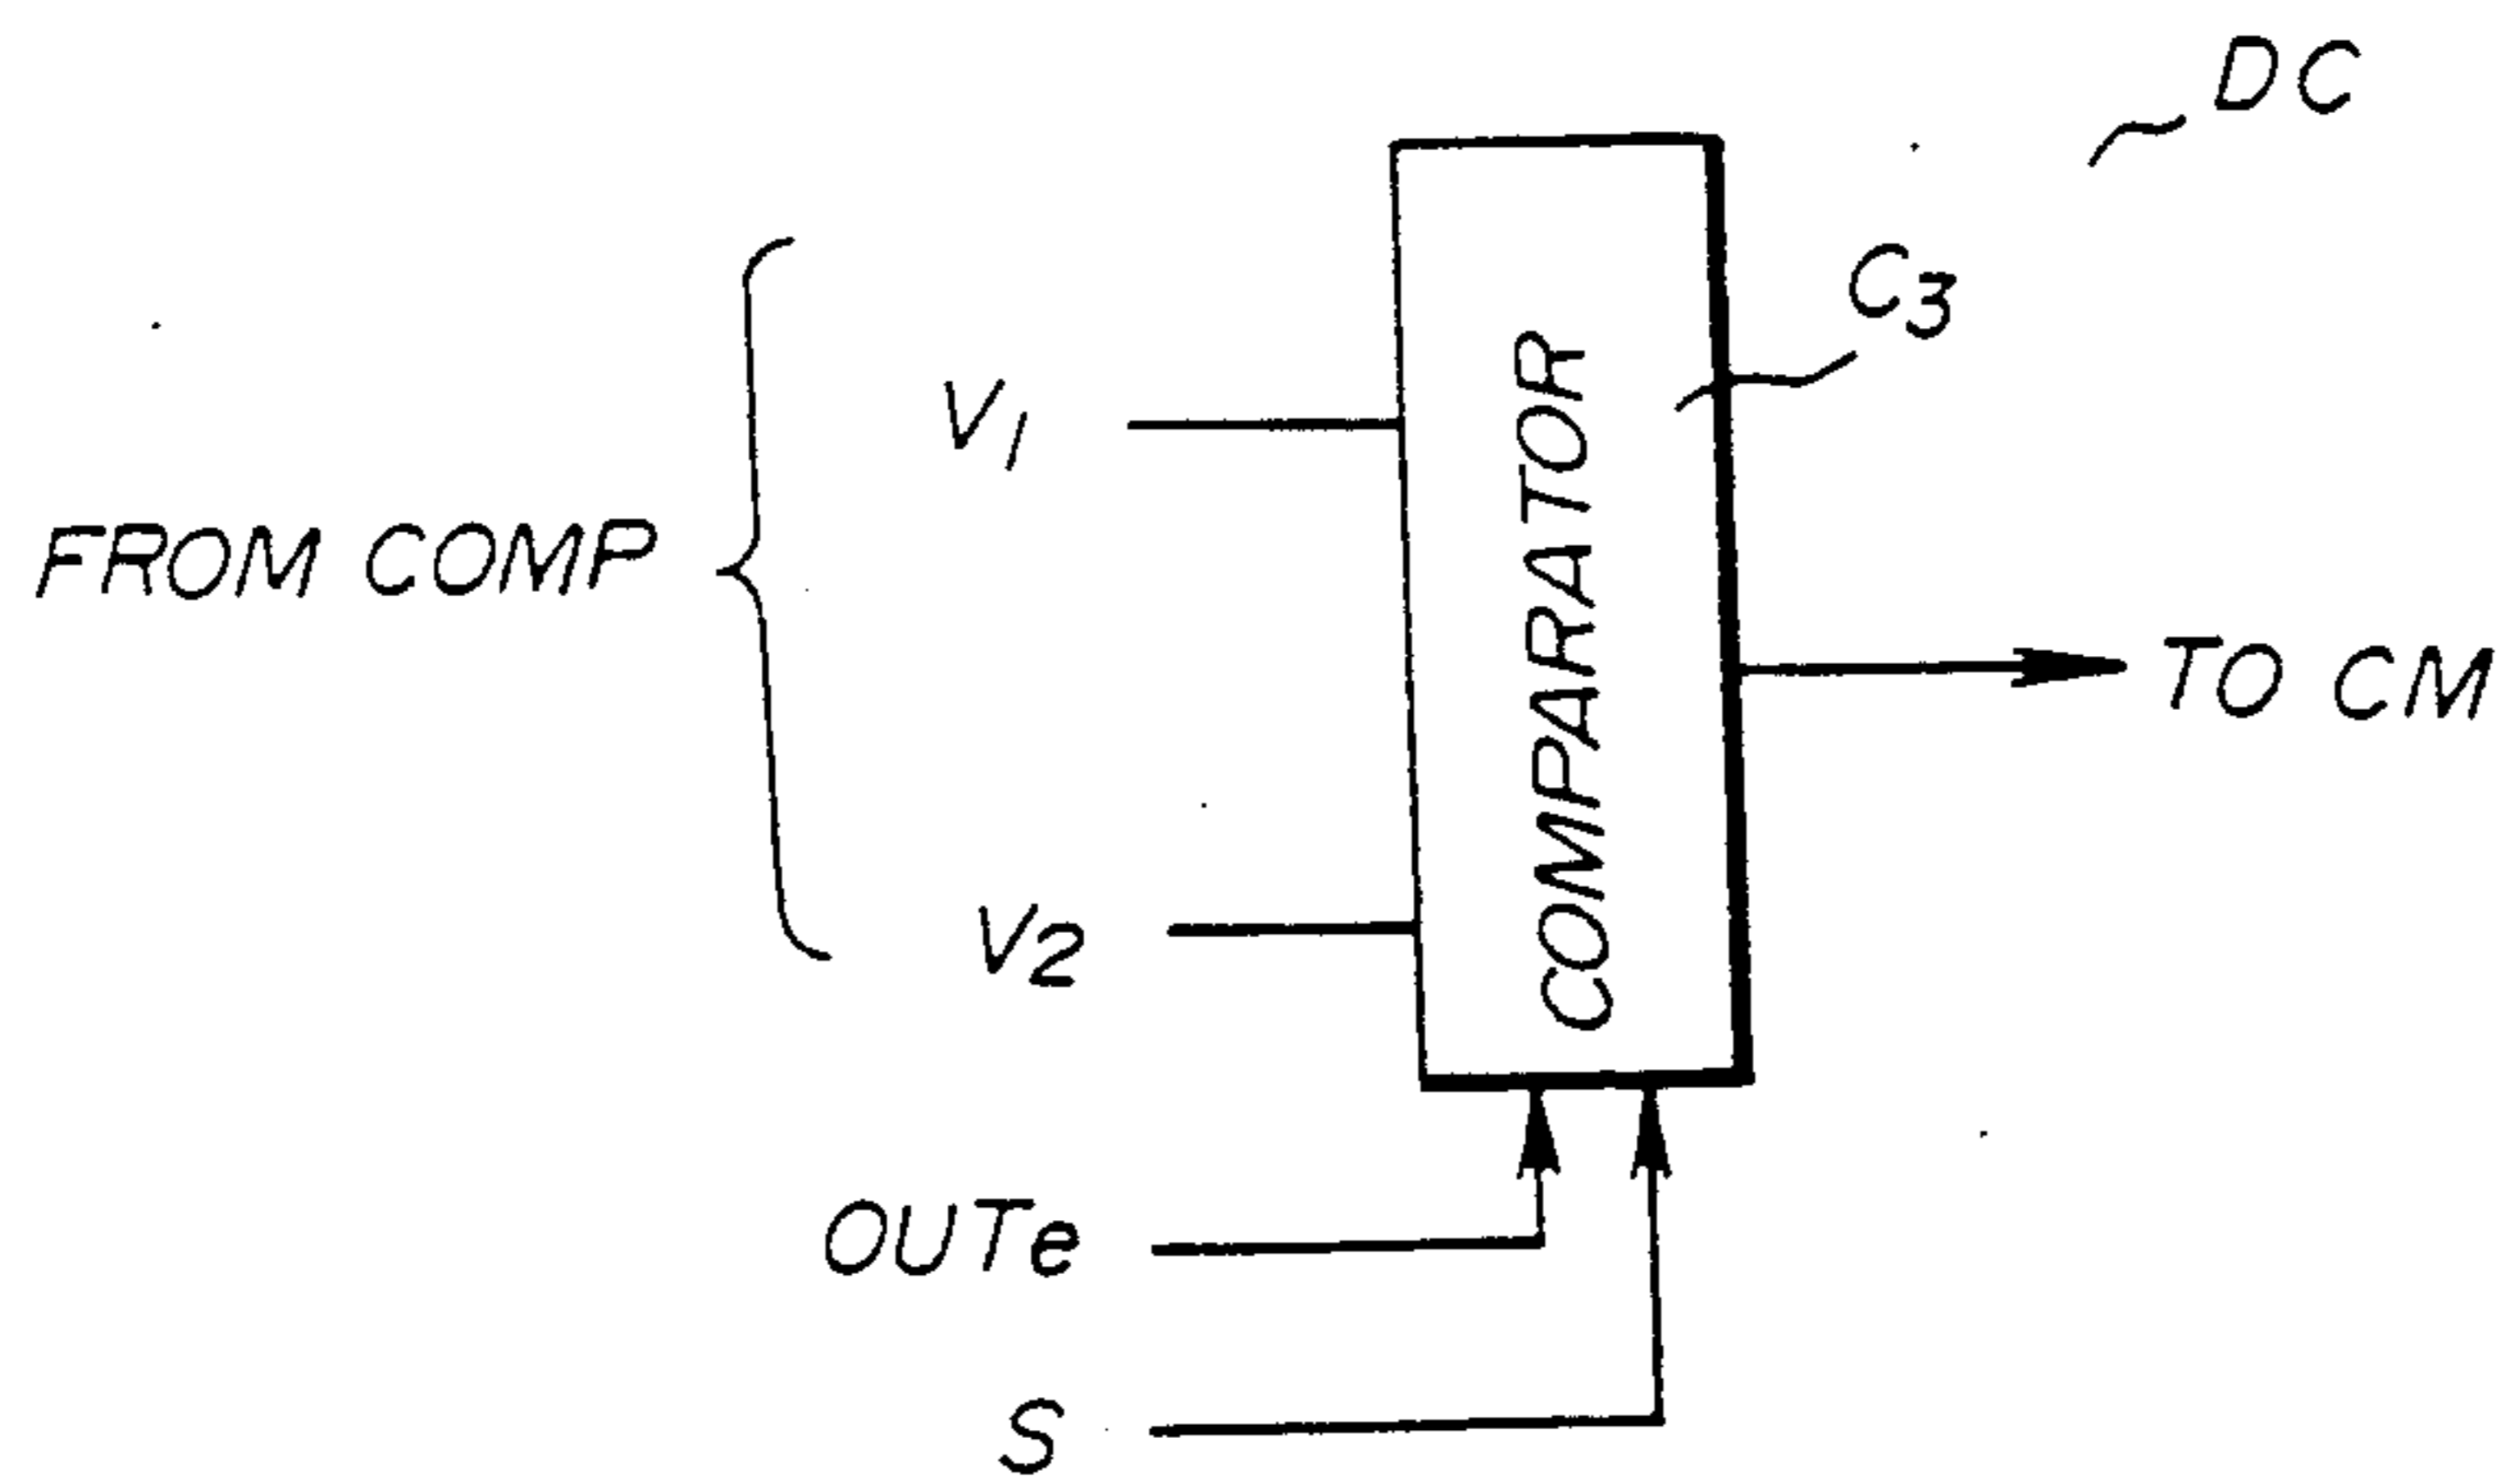 DC
C3
V1
COMPARATOR
FROM COMP
TO CM
V2
OUTe
S